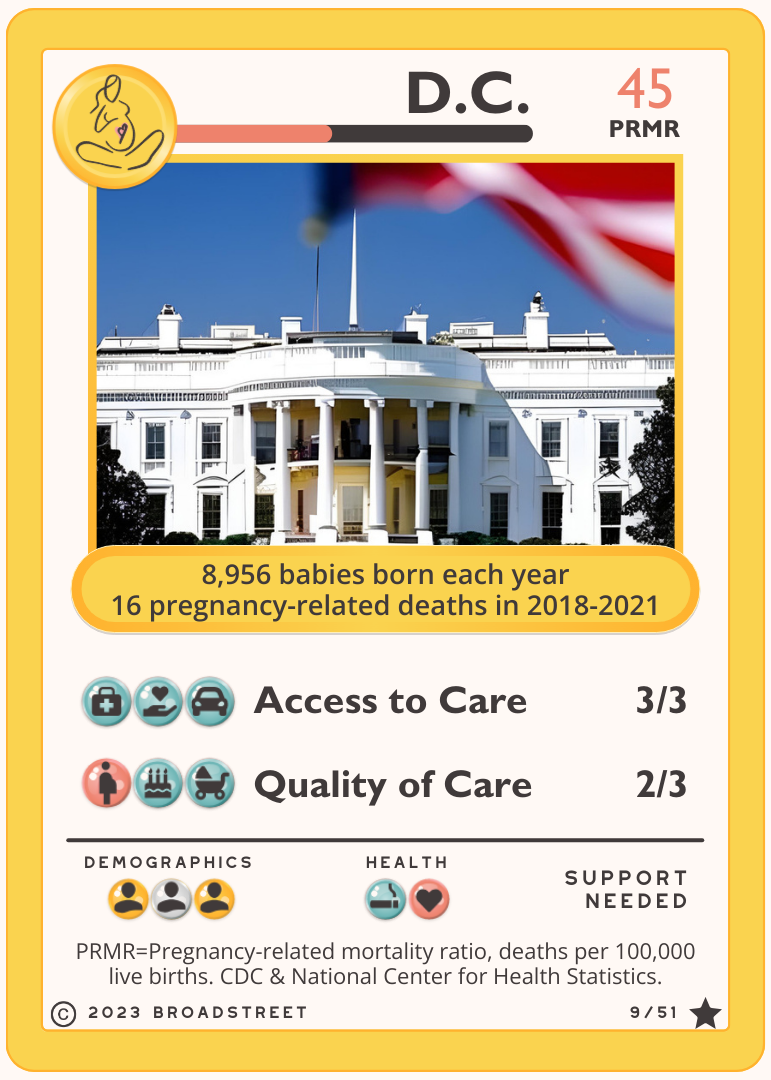 D.C.
45
PRMR
8,956 babies born each year
16 pregnancy-related deaths in 2018-2021
Access to Care 3/3
Quality of Care 2/3
DEMOGRAPHICS
HEALTH
SUPPORT
NEEDED
PRMR=Pregnancy-related mortality ratio, deaths per 100,000
live births. CDC & National Center for Health Statistics.
© 2023 BROADSTREET 9/51